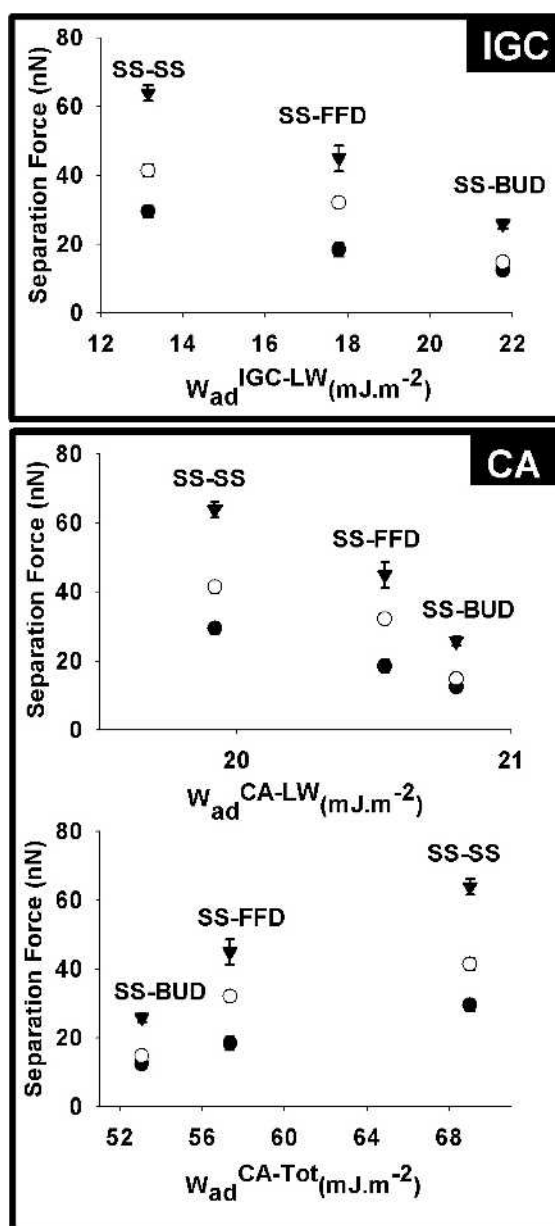 IGC
80
SS-SS
60
SS-FFD
40
SS-BUD
20
0
Separation Force (nN)
12 14 16 18 20 22
Wad IGC-LW (mJ.m-2)
CA
80
SS-SS
60
SS-FFD
40
SS-BUD
20
0
Separation Force (nN)
20 21
Wad CA-LW (mJ.m-2)
80
SS-SS
60
SS-FFD
40
SS-BUD
20
0
Separation Force (nN)
52 56 60 64 68
Wad CA-Tot (mJ.m-2)